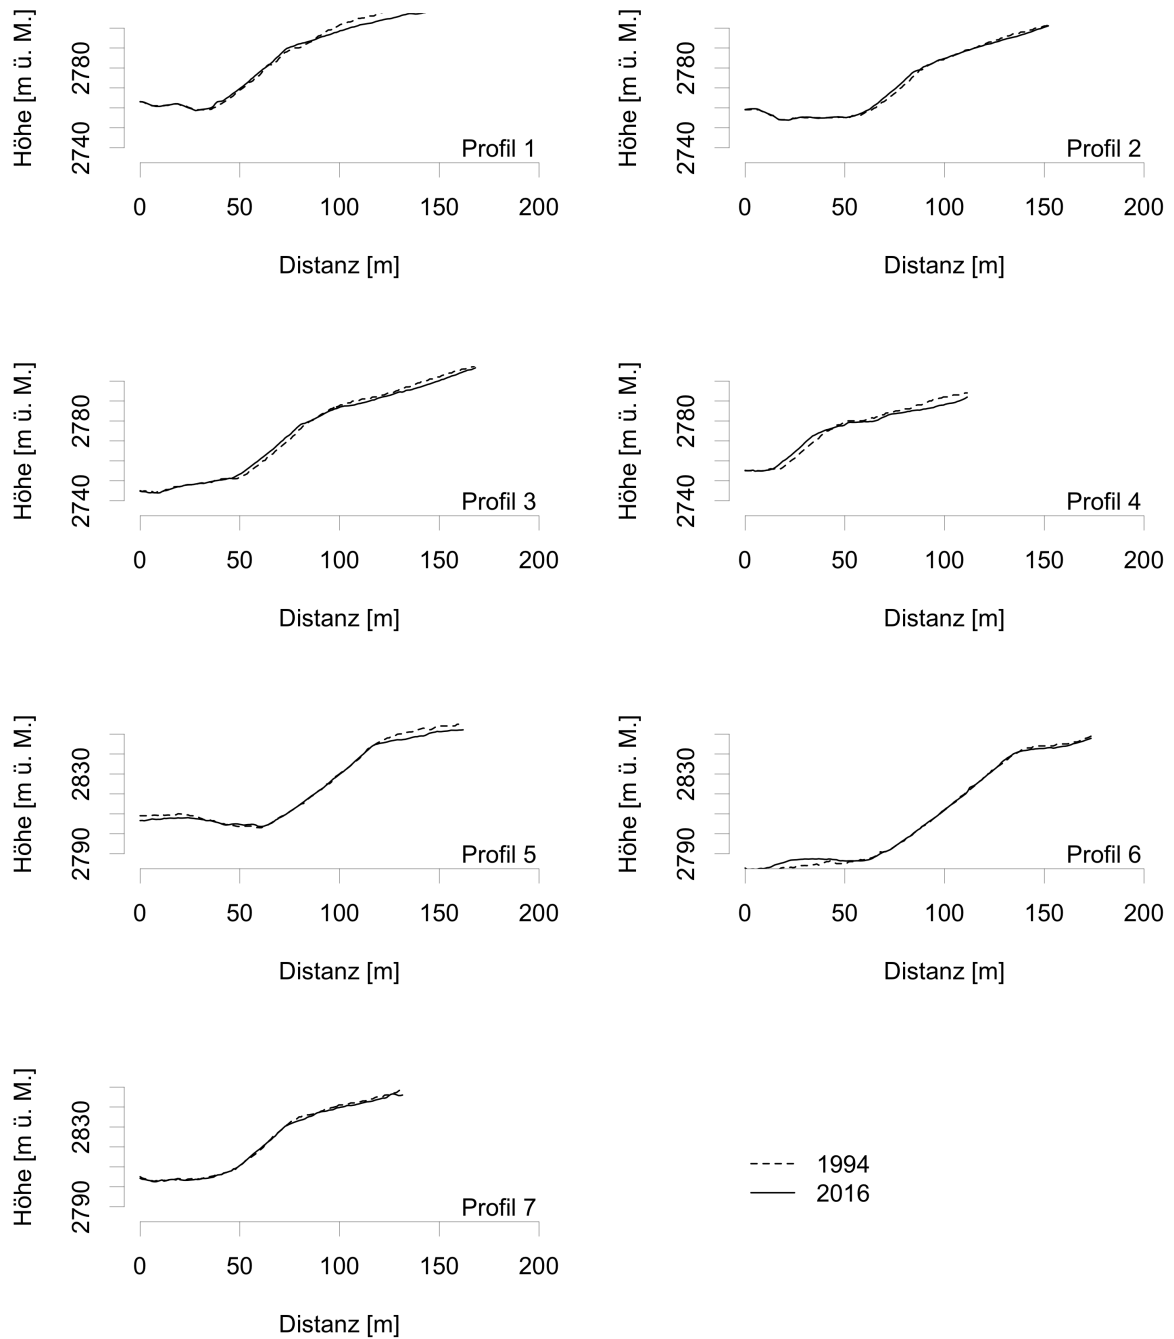 Höhe [m ü. M.]
2740 2780
Profil 1
0 50 100 150 200
Distanz [m]
Höhe [m ü. M.]
2740 2780
Profil 2
0 50 100 150 200
Distanz [m]
Höhe [m ü. M.]
2740 2780
Profil 3
0 50 100 150 200
Distanz [m]
Höhe [m ü. M.]
2740 2780
Profil 4
0 50 100 150 200
Distanz [m]
Höhe [m ü. M.]
2790 2830
Profil 5
0 50 100 150 200
Distanz [m]
Höhe [m ü. M.]
2790 2830
Profil 6
0 50 100 150 200
Distanz [m]
Höhe [m ü. M.]
2790 2830
Profil 7
0 50 100 150 200
Distanz [m]
1994
2016